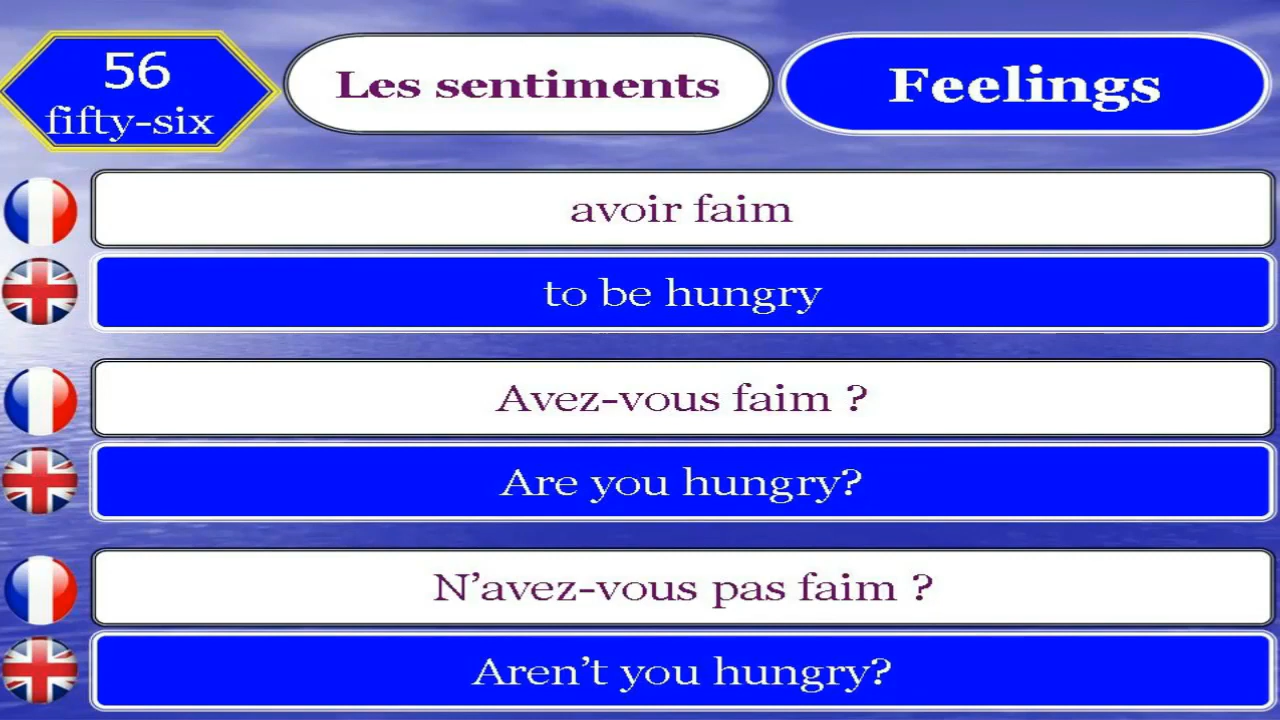 56
fifty-six
Les sentiments
Feelings
avoir faim
to be hungry
Avez-vous faim ?
Are you hungry?
N’avez-vous pas faim ?
Aren’t you hungry?